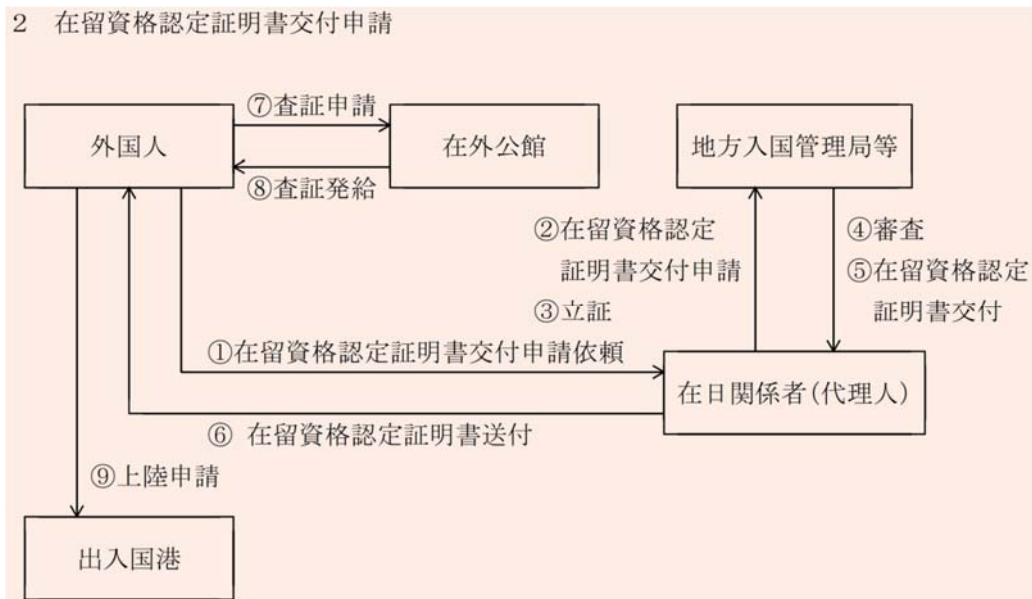 2 在留資格認定証明書交付申請
⑦査証申請
外国人
在外公館
地方入国管理局等
⑧査証発給
②在留資格認定
証明書交付申請
③立証
④審査
⑤在留資格認定
証明書交付
①在留資格認定証明書交付申請依頼
在日関係者(代理人)
⑥ 在留資格認定証明書送付
⑨上陸申請
出入国港